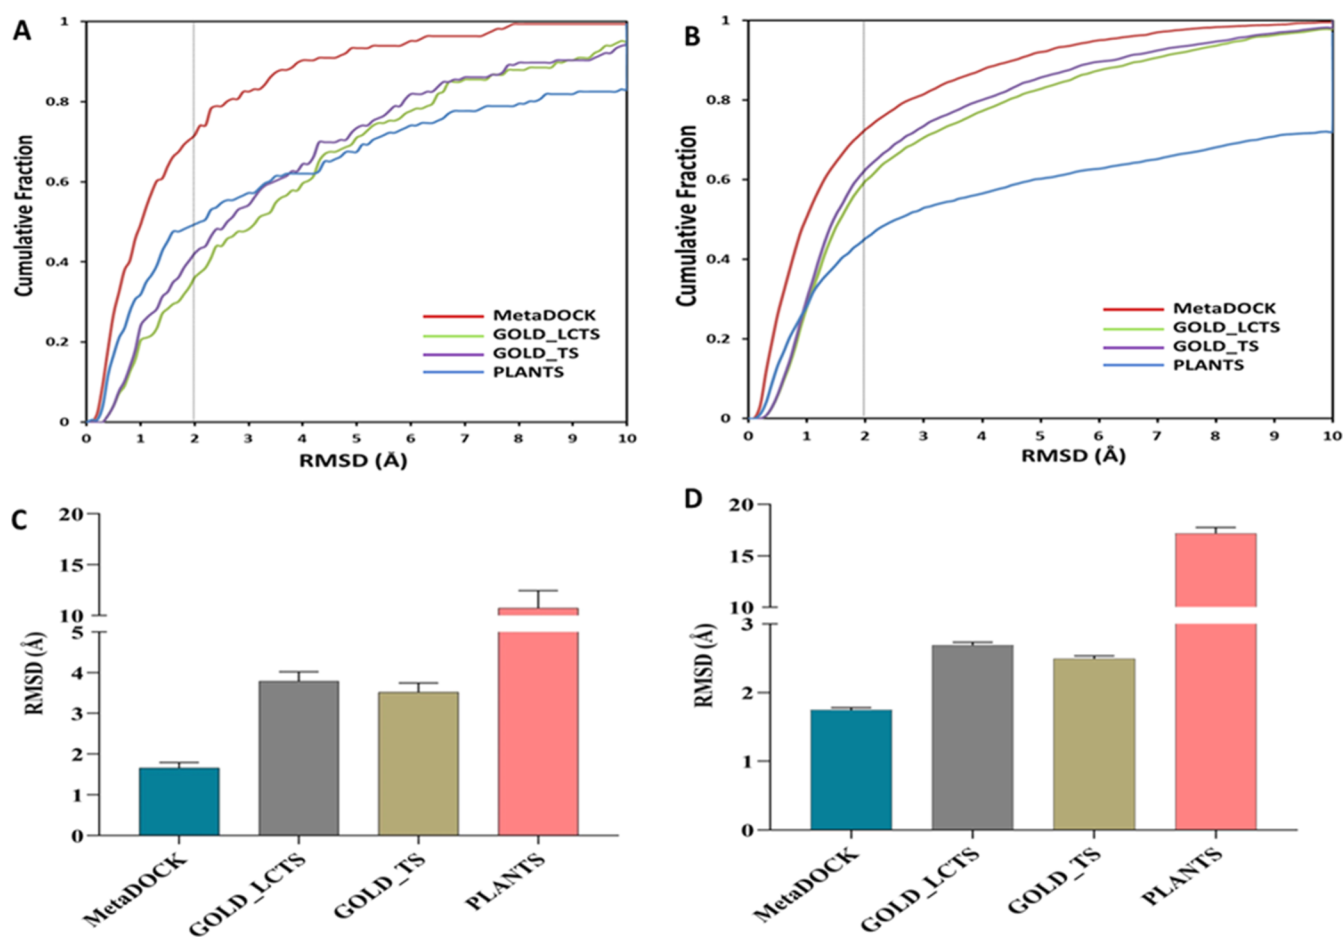 A
1
0.8
0.6
0.4
0.2
0
Cumulative Fraction
MetaDOCK
GOLD_LCTS
GOLD_TS
PLANTS
0 1 2 3 4 5 6 7 8 9 10
RMSD (Å)
B
1
0.8
0.6
0.4
0.2
0
Cumulative Fraction
MetaDOCK
GOLD_LCTS
GOLD_TS
PLANTS
0 1 2 3 4 5 6 7 8 9 10
RMSD (Å)
C
20
15
10
5
4
3
2
1
0
RMSD (Å)
MetaDOCK
GOLD_LCTS
GOLD_TS
PLANTS
D
20
15
10
3
2
1
0
RMSD (Å)
MetaDOCK
GOLD_LCTS
GOLD_TS
PLANTS